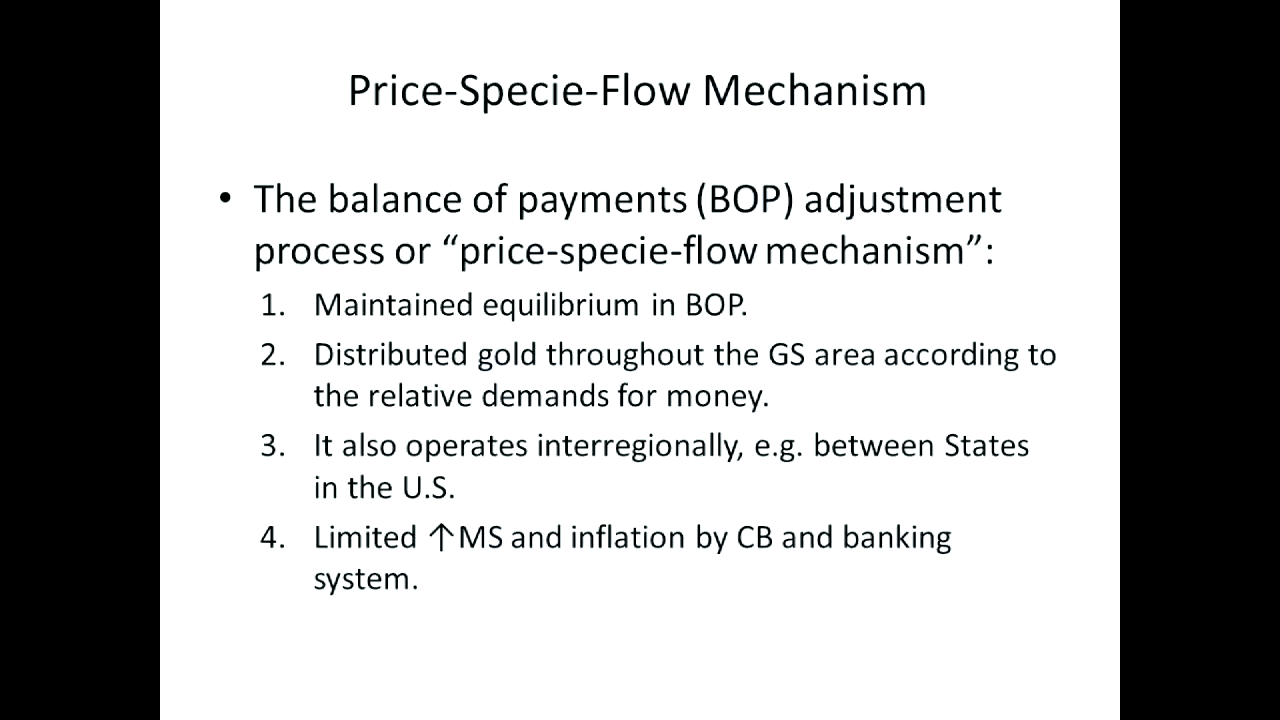 Price-Specie-Flow Mechanism
• The balance of payments (BOP) adjustment
process or “price-specie-flow mechanism”:
1. Maintained equilibrium in BOP.
2. Distributed gold throughout the GS area according to
the relative demands for money.
3. It also operates interregionally, e.g. between States
in the U.S.
4. Limited ↑MS and inflation by CB and banking
system.